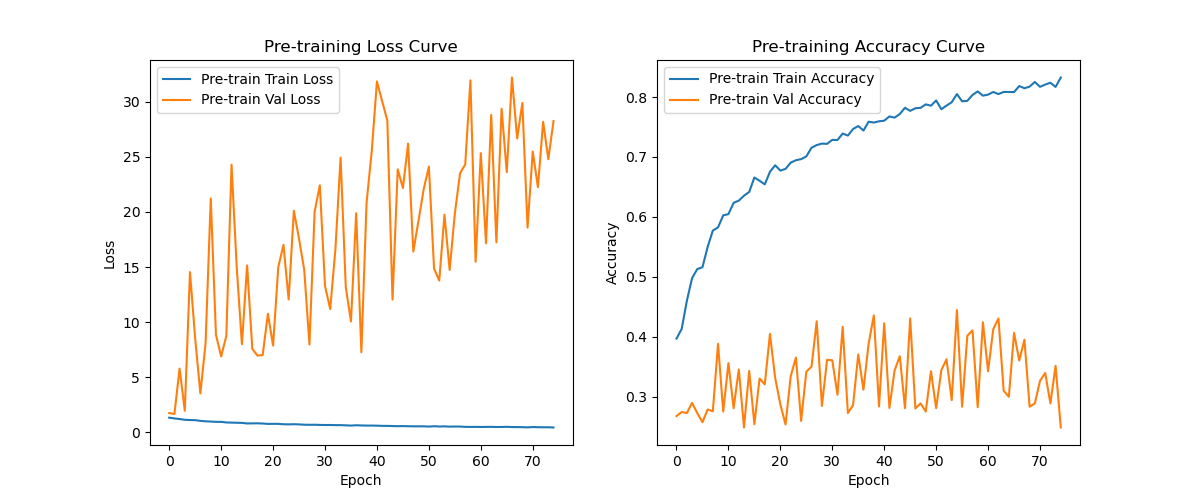 Pre-training Loss Curve
Pre-train Train Loss
Pre-train Val Loss
30
25
20
15
10
5
0
Loss
0 10 20 30 40 50 60 70
Epoch
Pre-training Accuracy Curve
Pre-train Train Accuracy
Pre-train Val Accuracy
0.8
0.7
0.6
0.5
0.4
0.3
Accuracy
0 10 20 30 40 50 60 70
Epoch